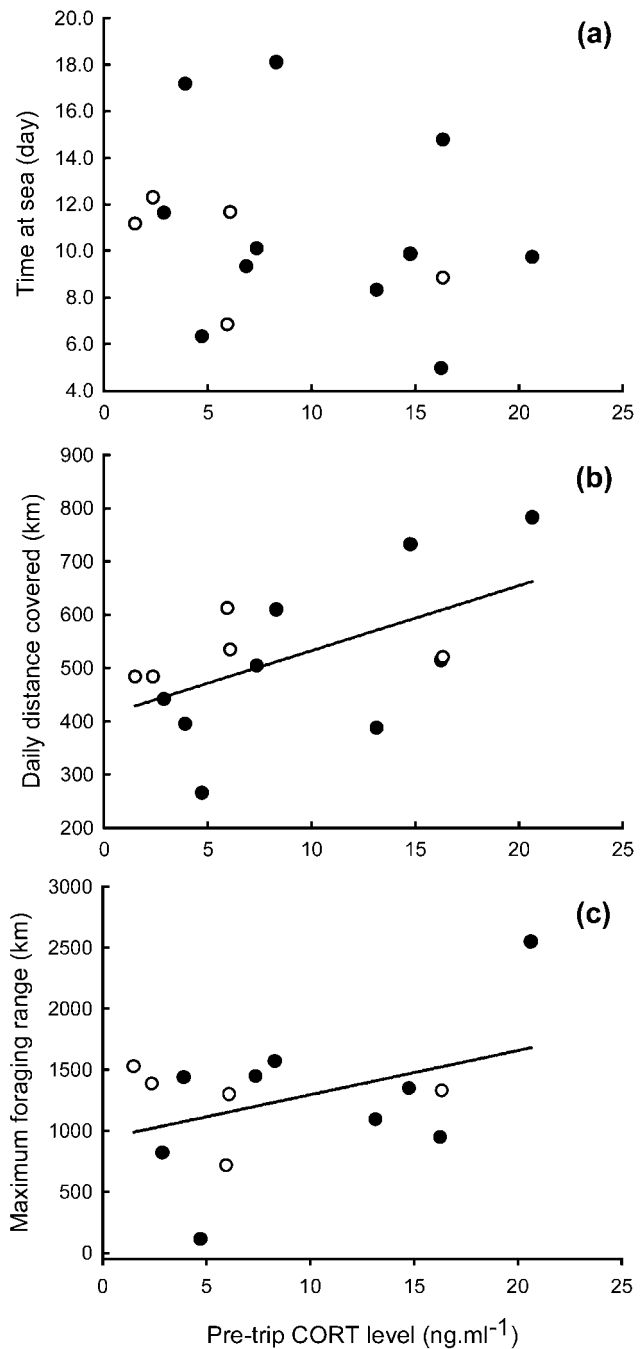 (a)
20.0
18.0
16.0
14.0
12.0
10.0
8.0
6.0
4.0
Time at sea (day)
0 5 10 15 20 25
(b)
900
800
700
600
500
400
300
200
Daily distance covered (km)
0 5 10 15 20 25
(c)
3000
2500
2000
1500
1000
500
0
Maximum foraging range (km)
0 5 10 15 20 25
Pre-trip CORT level (ng.ml⁻¹)